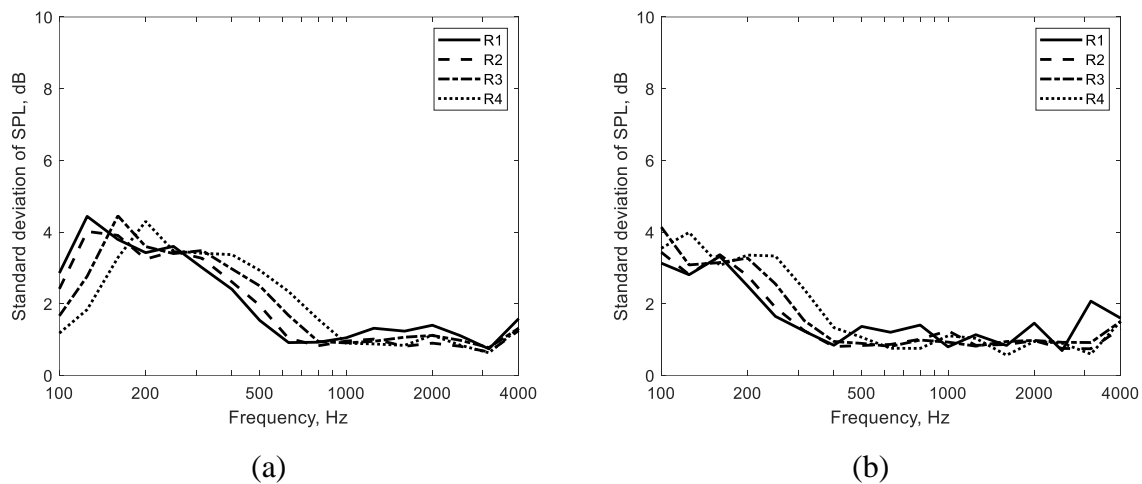 10
8
6
4
2
0
Standard deviation of SPL, dB
R1
R2
R3
R4
100 200 500 1000 2000 4000
Frequency, Hz
(a)
10
8
6
4
2
0
Standard deviation of SPL, dB
R1
R2
R3
R4
100 200 500 1000 2000 4000
Frequency, Hz
(b)